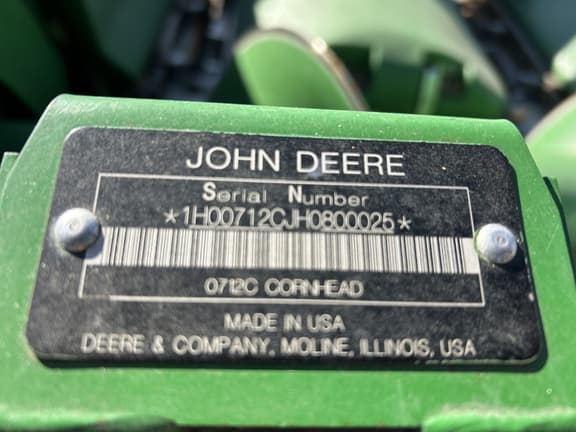 JOHN DEERE
Serial Number
*1H00712CJH0800025*
0712C CORNHEAD
MADE IN USA
DEERE & COMPANY, MOLINE, ILLINOIS, USA